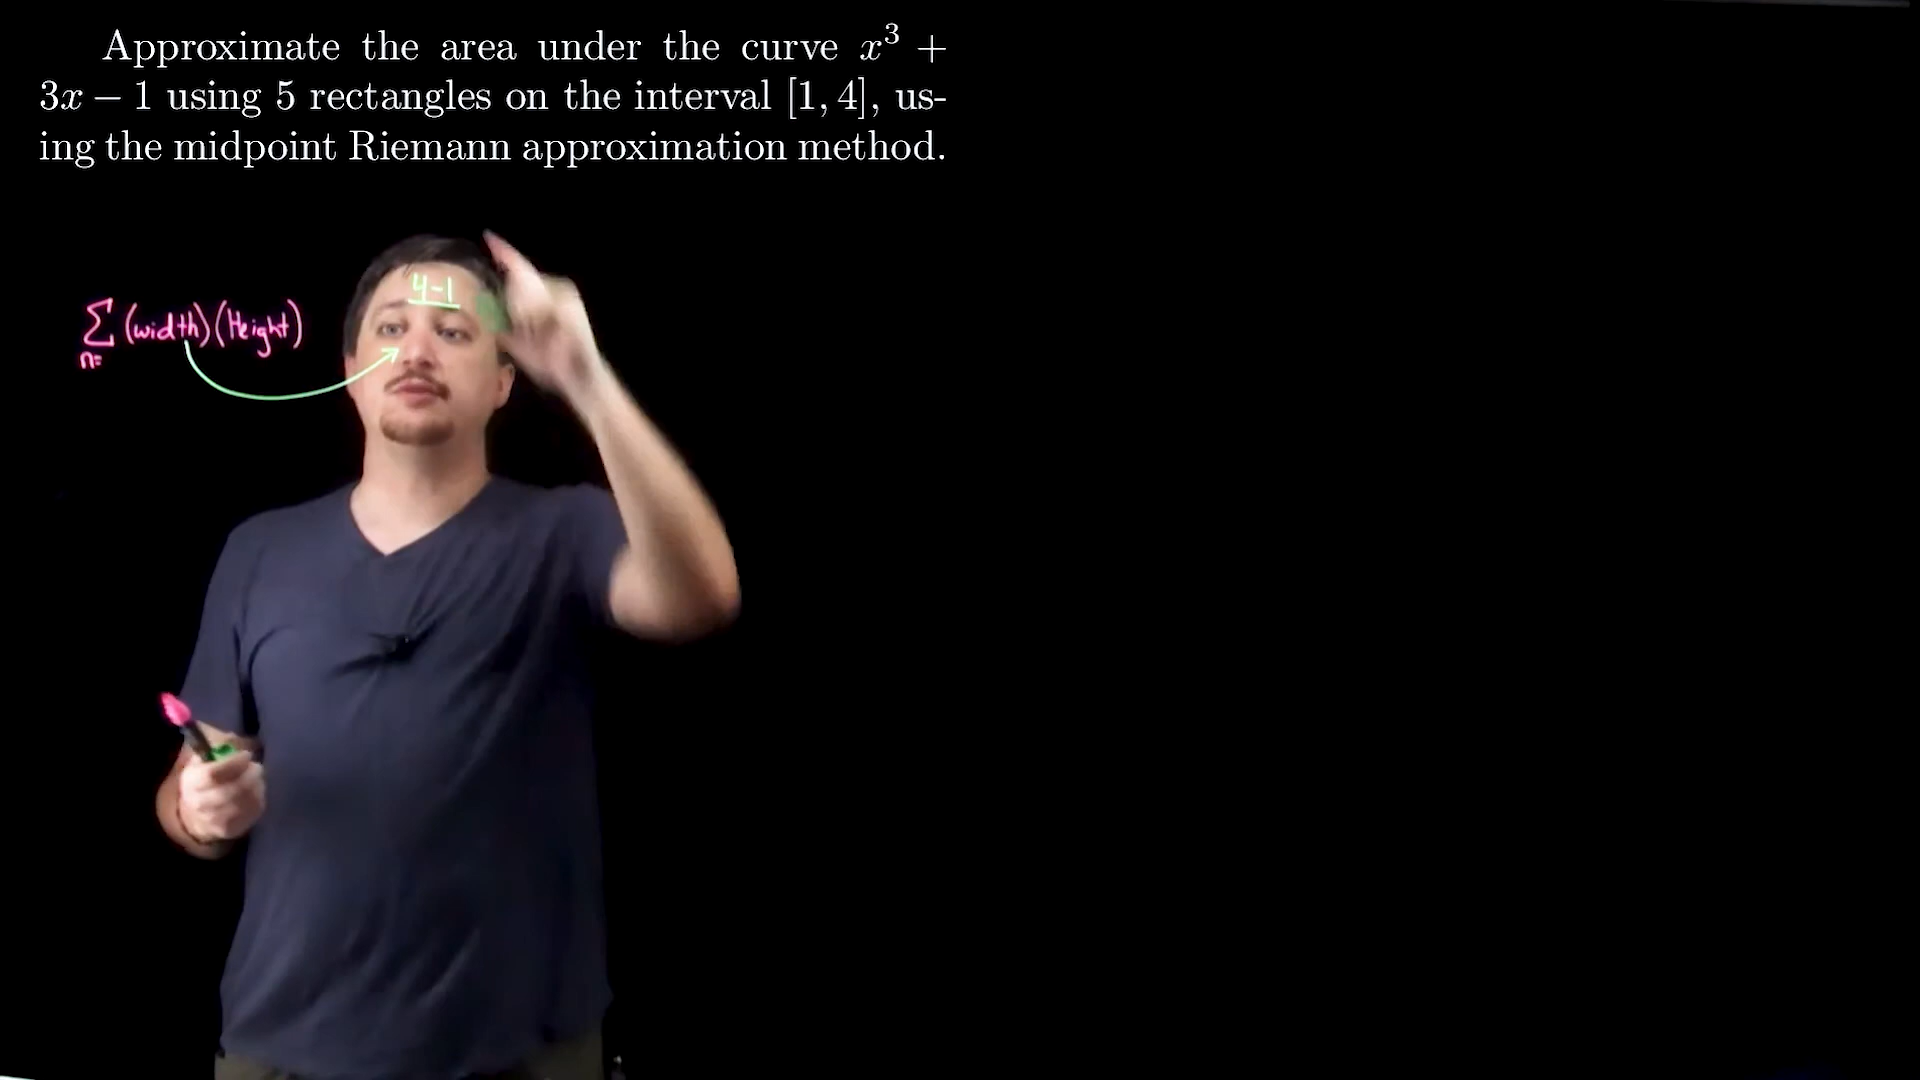 Approximate the area under the curve x³ +
3x − 1 using 5 rectangles on the interval [1, 4], us-
ing the midpoint Riemann approximation method.
4-1
∑ (width)(Height)
n=